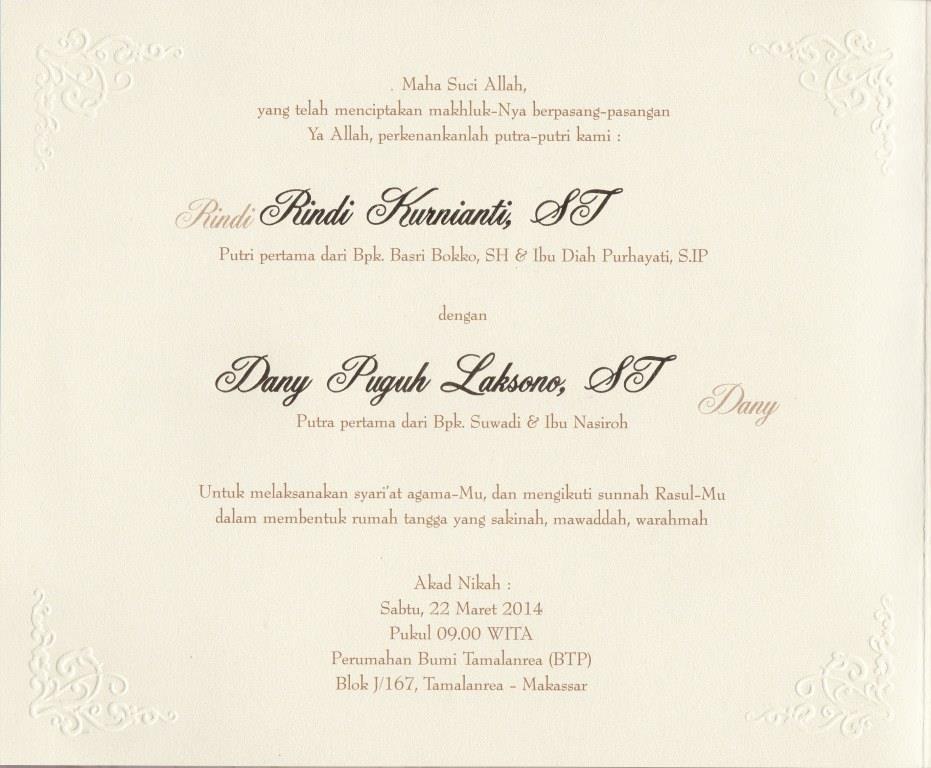 . Maha Suci Allah,
yang telah menciptakan makhluk-Nya berpasang-pasangan
Ya Allah, perkenankanlah putra-putri kami :
Rindi Rindi Kurnianti, ST
Putri pertama dari Bpk. Basri Bokko, SH & Ibu Diah Purhayati, S.IP
dengan
Dany Puguh Laksono, ST
Dany
Putra pertama dari Bpk. Suwadi & Ibu Nasiroh
Untuk melaksanakan syari'at agama-Mu, dan mengikuti sunnah Rasul-Mu
dalam membentuk rumah tangga yang sakinah, mawaddah, warahmah
Akad Nikah :
Sabtu, 22 Maret 2014
Pukul 09.00 WITA
Perumahan Bumi Tamalanrea (BTP)
Blok J/167, Tamalanrea - Makassar